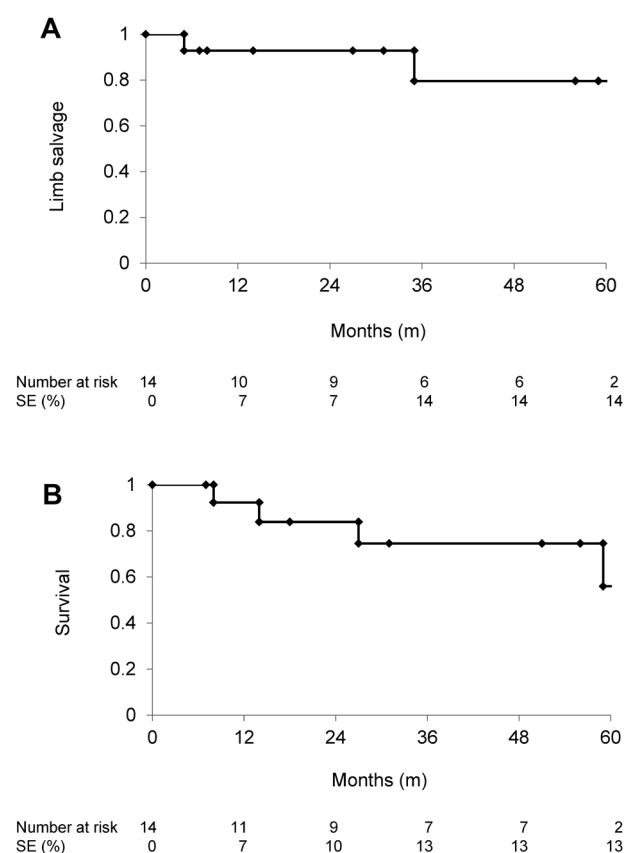 A
1
0.8
0.6
0.4
0.2
0
Limb salvage
0 12 24 36 48 60
Months (m)
Number at risk 14 10 9 6 6 2
SE (%) 0 7 7 14 14 14
B
1
0.8
0.6
0.4
0.2
0
Survival
0 12 24 36 48 60
Months (m)
Number at risk 14 11 9 7 7 2
SE (%) 0 7 10 13 13 13